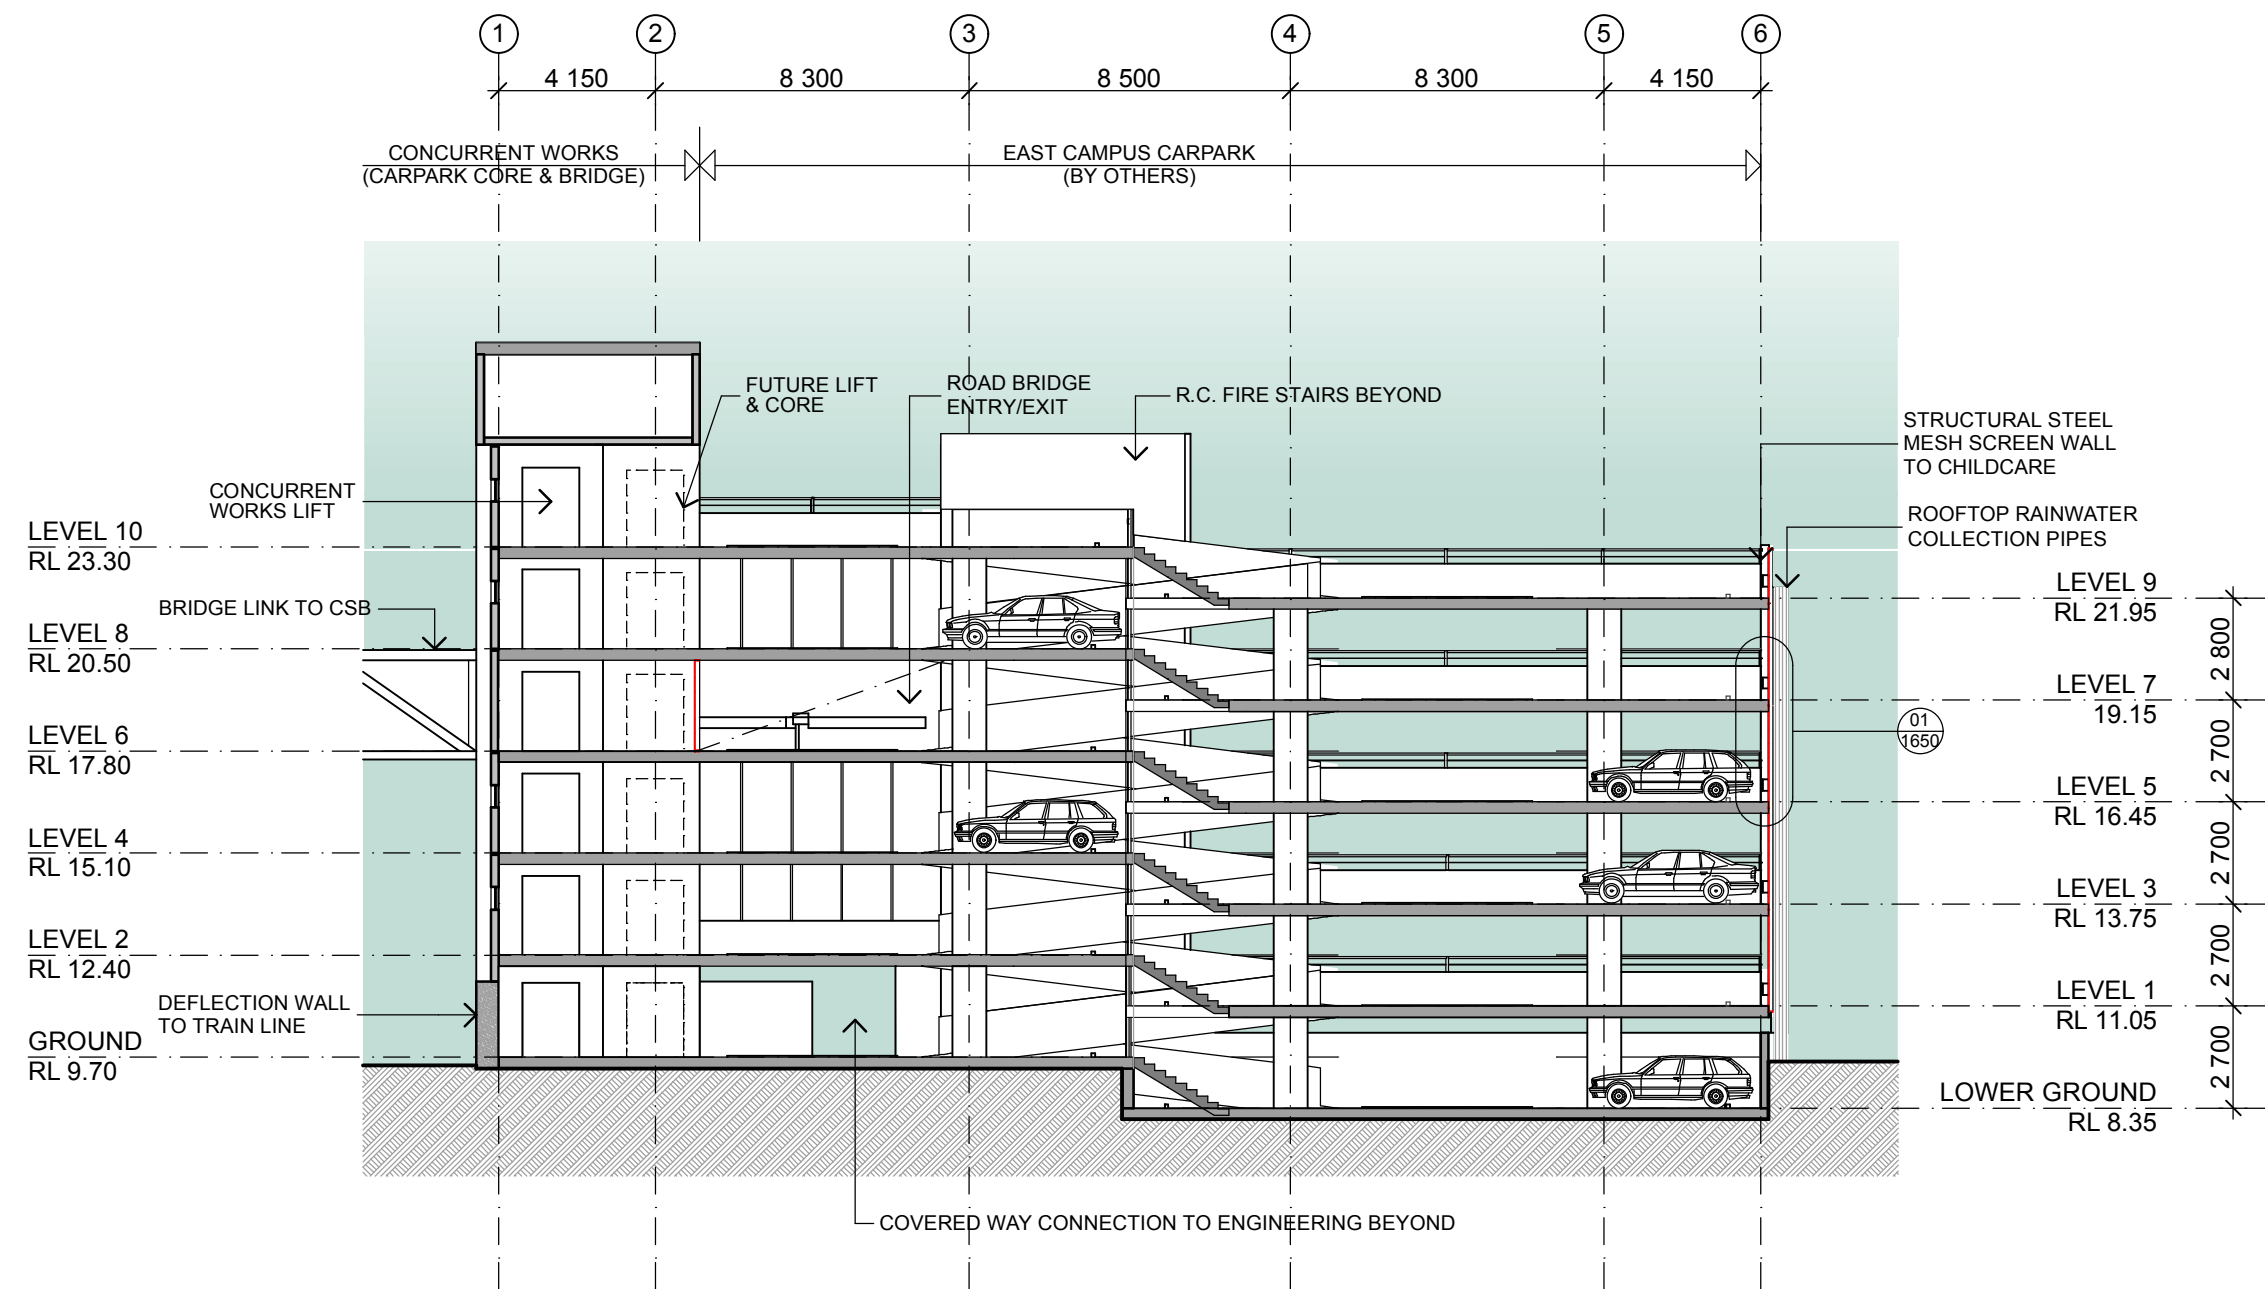 1 2 3 4 5 6
4 150 8 300 8 500 8 300 4 150
CONCURRENT WORKS
(CARPARK CORE & BRIDGE)
EAST CAMPUS CARPARK
(BY OTHERS)
FUTURE LIFT
& CORE
ROAD BRIDGE
ENTRY/EXIT
R.C. FIRE STAIRS BEYOND
STRUCTURAL STEEL
MESH SCREEN WALL
TO CHILDCARE
CONCURRENT
WORKS LIFT
ROOFTOP RAINWATER
COLLECTION PIPES
LEVEL 10
RL 23.30
BRIDGE LINK TO CSB
LEVEL 8
RL 20.50
LEVEL 6
RL 17.80
LEVEL 4
RL 15.10
LEVEL 2
RL 12.40
DEFLECTION WALL
TO TRAIN LINE
GROUND
RL 9.70
LEVEL 9
RL 21.95
2 800
LEVEL 7
19.15
01
1650
2 700
LEVEL 5
RL 16.45
2 700
LEVEL 3
RL 13.75
2 700
LEVEL 1
RL 11.05
2 700
LOWER GROUND
RL 8.35
COVERED WAY CONNECTION TO ENGINEERING BEYOND